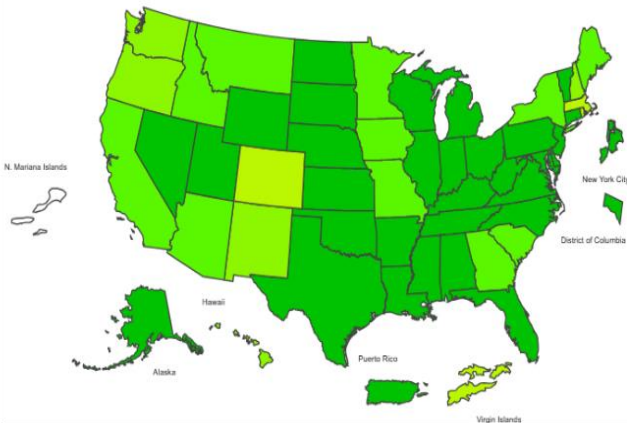 N. Mariana Islands
New York City
District of Columbia
Hawaii
Alaska
Puerto Rico
Virgin Islands